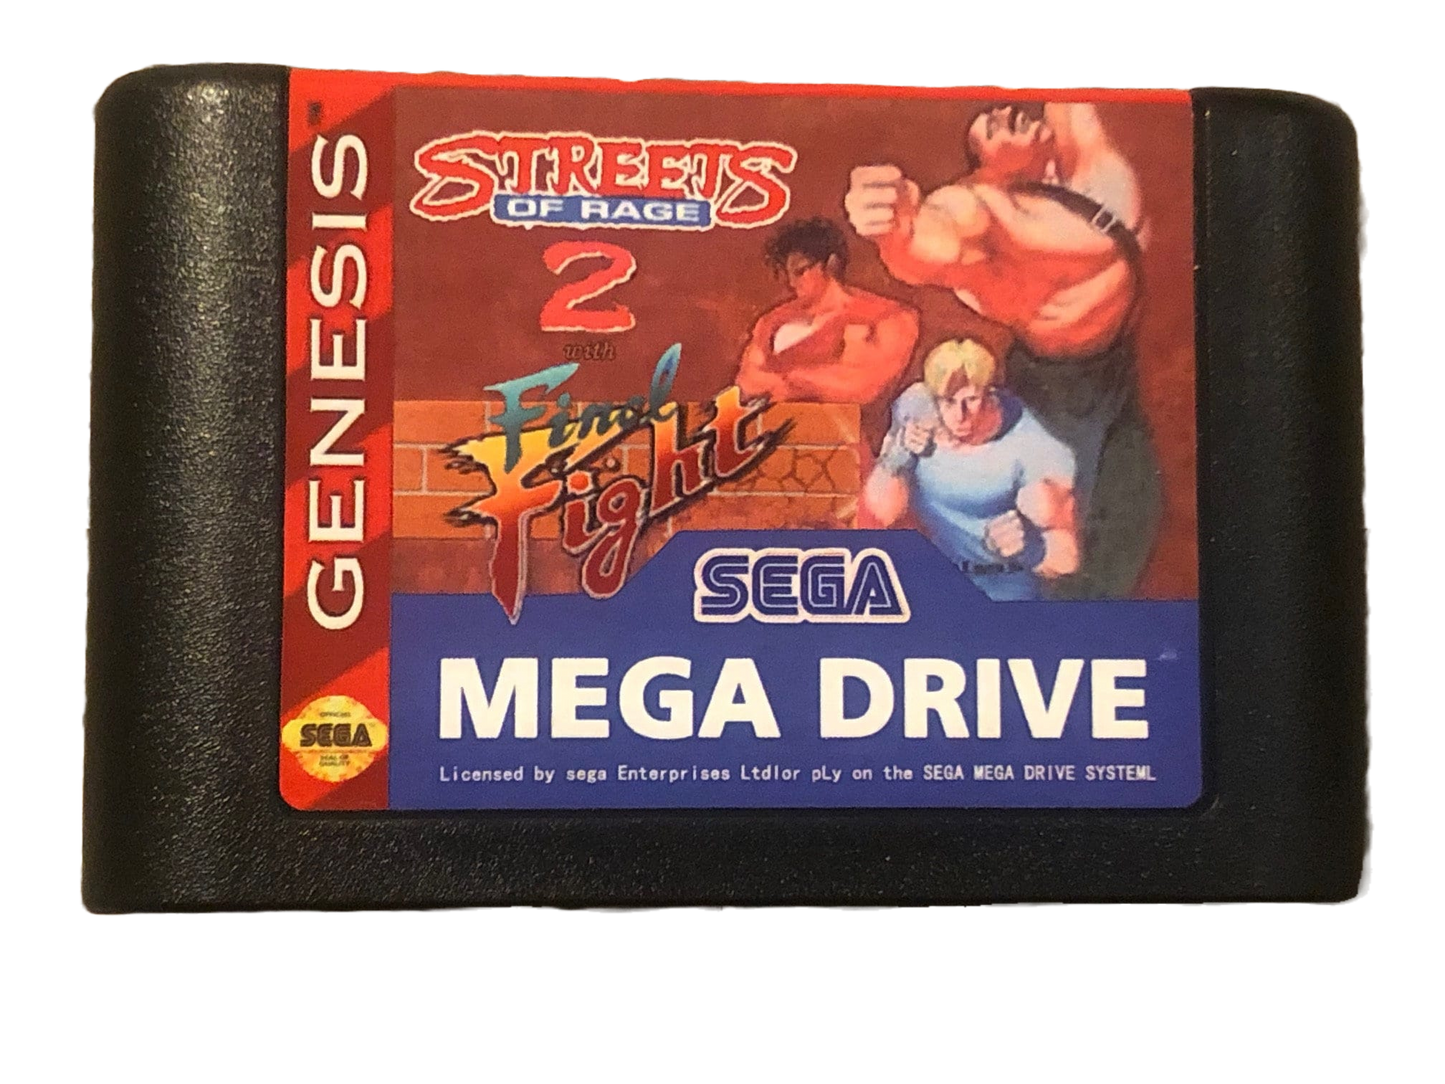 GENESIS
STREETS
OF RAGE
2
with
Final
Fight
SEGA
MEGA DRIVE
Licensed by sega Enterprises Ltdlor pLy on the SEGA MEGA DRIVE SYSTEML
OFFICIAL
SEGA
SEAL OF
QUALITY